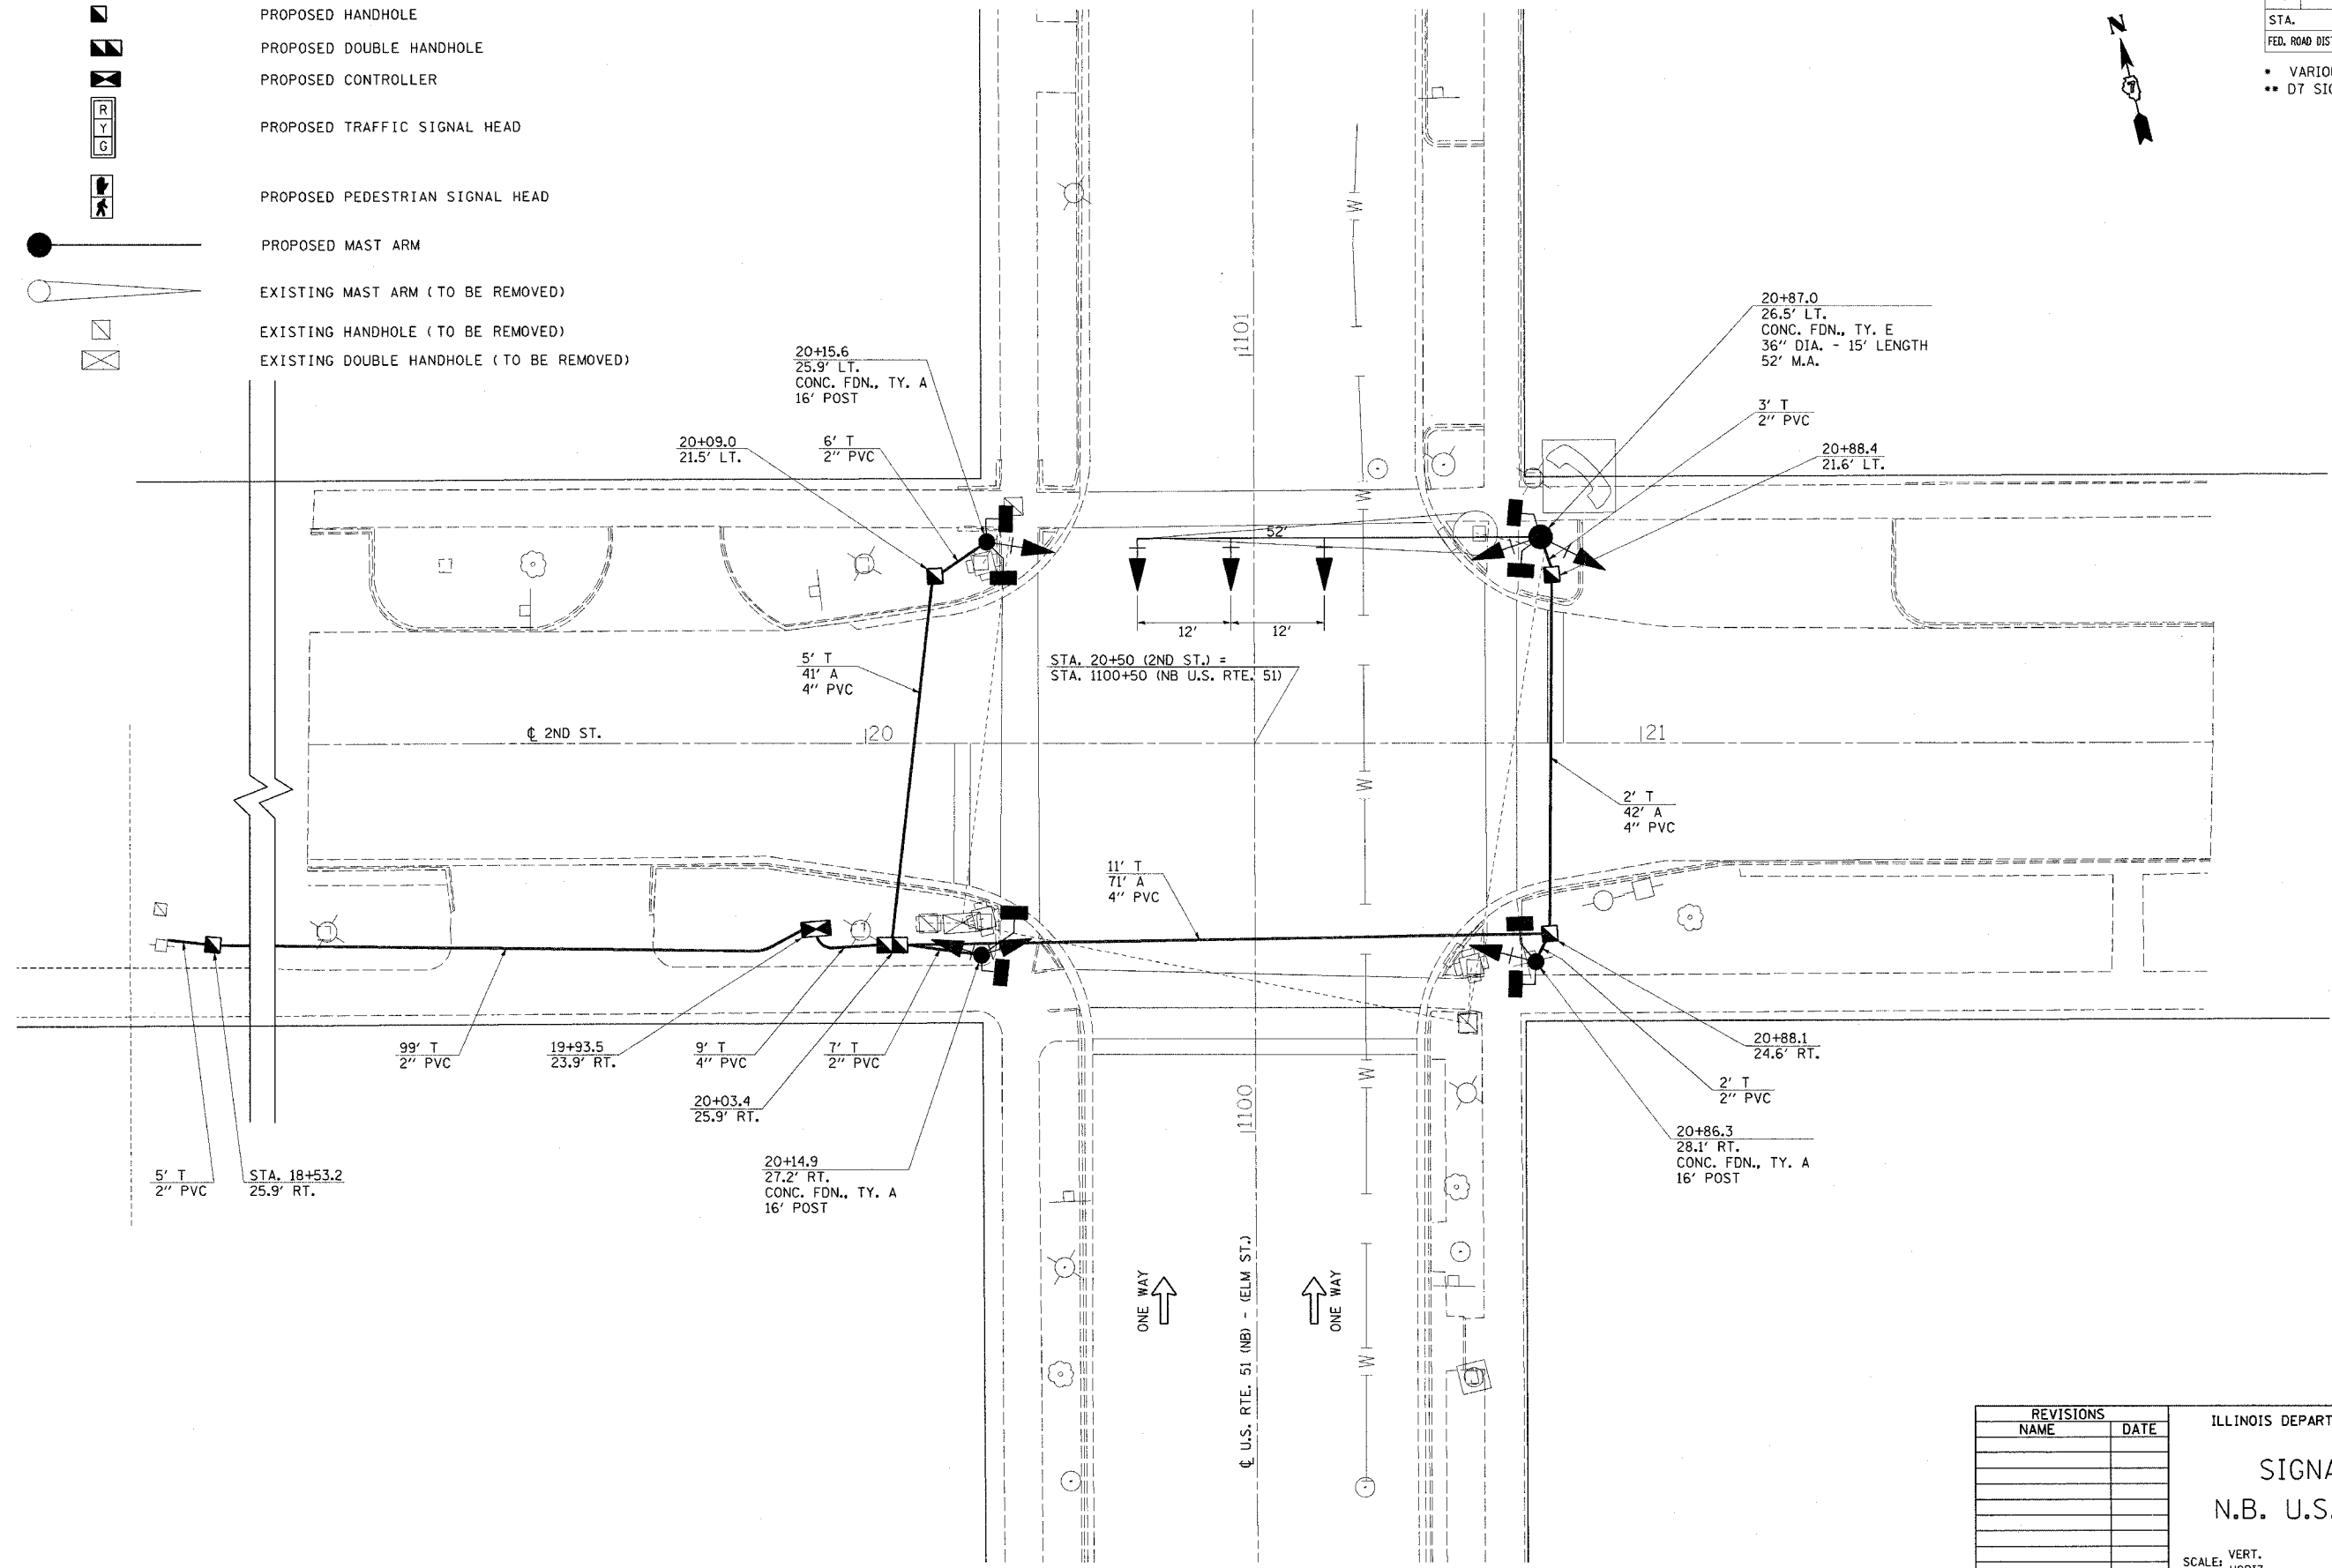 PROPOSED HANDHOLE
PROPOSED DOUBLE HANDHOLE
PROPOSED CONTROLLER
R
Y
G
PROPOSED TRAFFIC SIGNAL HEAD
PROPOSED PEDESTRIAN SIGNAL HEAD
PROPOSED MAST ARM
EXISTING MAST ARM (TO BE REMOVED)
EXISTING HANDHOLE (TO BE REMOVED)
EXISTING DOUBLE HANDHOLE (TO BE REMOVED)
N
7
STA.
FED. ROAD DIS
* VARIO
** D7 SI
1101
20+15.6
25.9' LT.
CONC. FDN., TY. A
16' POST
20+09.0
21.5' LT.
6' T
2" PVC
20+87.0
26.5' LT.
CONC. FDN., TY. E
36" DIA. - 15' LENGTH
52' M.A.
3' T
2" PVC
20+88.4
21.6' LT.
W
W
52'
12'
12'
5' T
41' A
4" PVC
STA. 20+50 (2ND ST.) =
STA. 1100+50 (NB U.S. RTE. 51)
℄ 2ND ST.
20
21
W
2' T
42' A
4" PVC
11' T
71' A
4" PVC
99' T
2" PVC
19+93.5
23.9' RT.
9' T
4" PVC
7' T
2" PVC
20+03.4
25.9' RT.
20+88.1
24.6' RT.
W
2' T
2" PVC
1100
20+86.3
28.1' RT.
CONC. FDN., TY. A
16' POST
5' T
2" PVC
STA. 18+53.2
25.9' RT.
20+14.9
27.2' RT.
CONC. FDN., TY. A
16' POST
ONE WAY
ONE WAY
W
℄ U.S. RTE. 51 (NB) - (ELM ST.)
REVISIONS
NAME DATE
ILLINOIS DEPART
SIGNA
N.B. U.S.
SCALE: VERT.